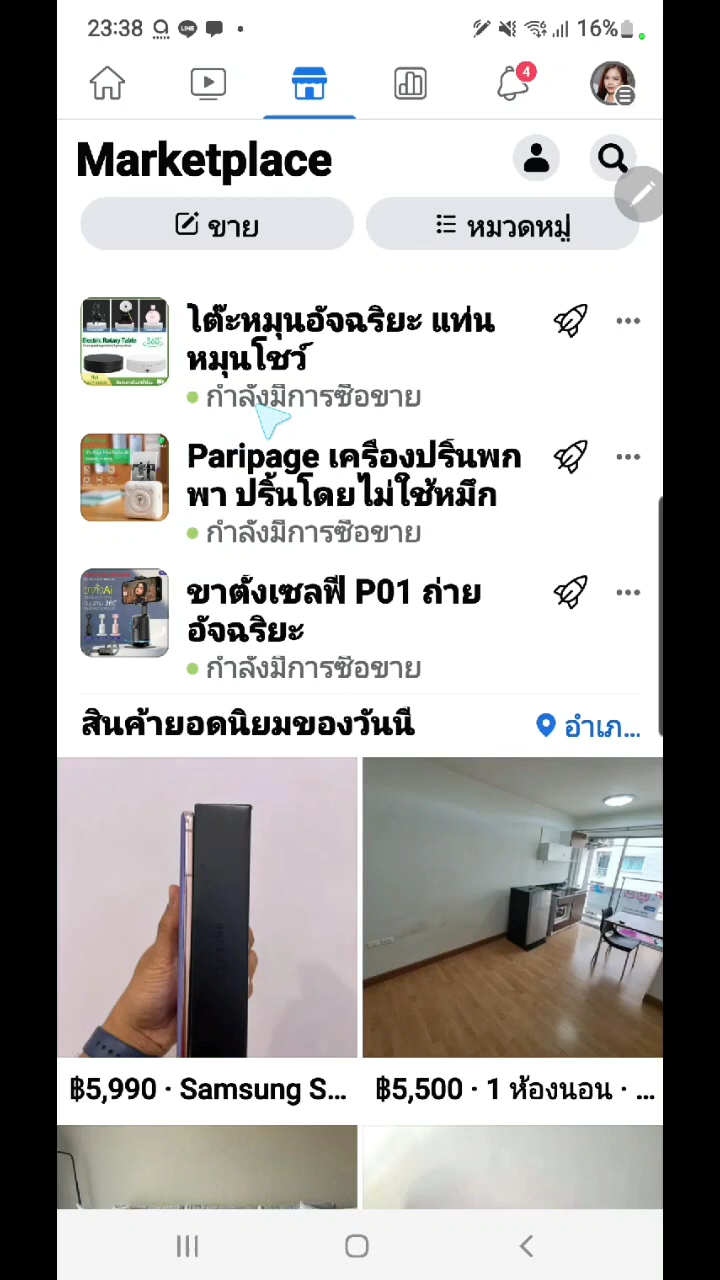 23:38
16%
4
Marketplace
ขาย
หมวดหมู่
โต๊ะหมุนอัจฉริยะ แท่น
หมุนโชว์
กำลังมีการซื้อขาย
Paripage เครื่องปริ้นพก
พา ปริ้นโดยไม่ใช้หมึก
กำลังมีการซื้อขาย
ขาตั้งเซลฟี่ P01 ถ่าย
อัจฉริยะ
กำลังมีการซื้อขาย
สินค้ายอดนิยมของวันนี้
อำเภ...
฿5,990 · Samsung S...
฿5,500 · 1 ห้องนอน · ...